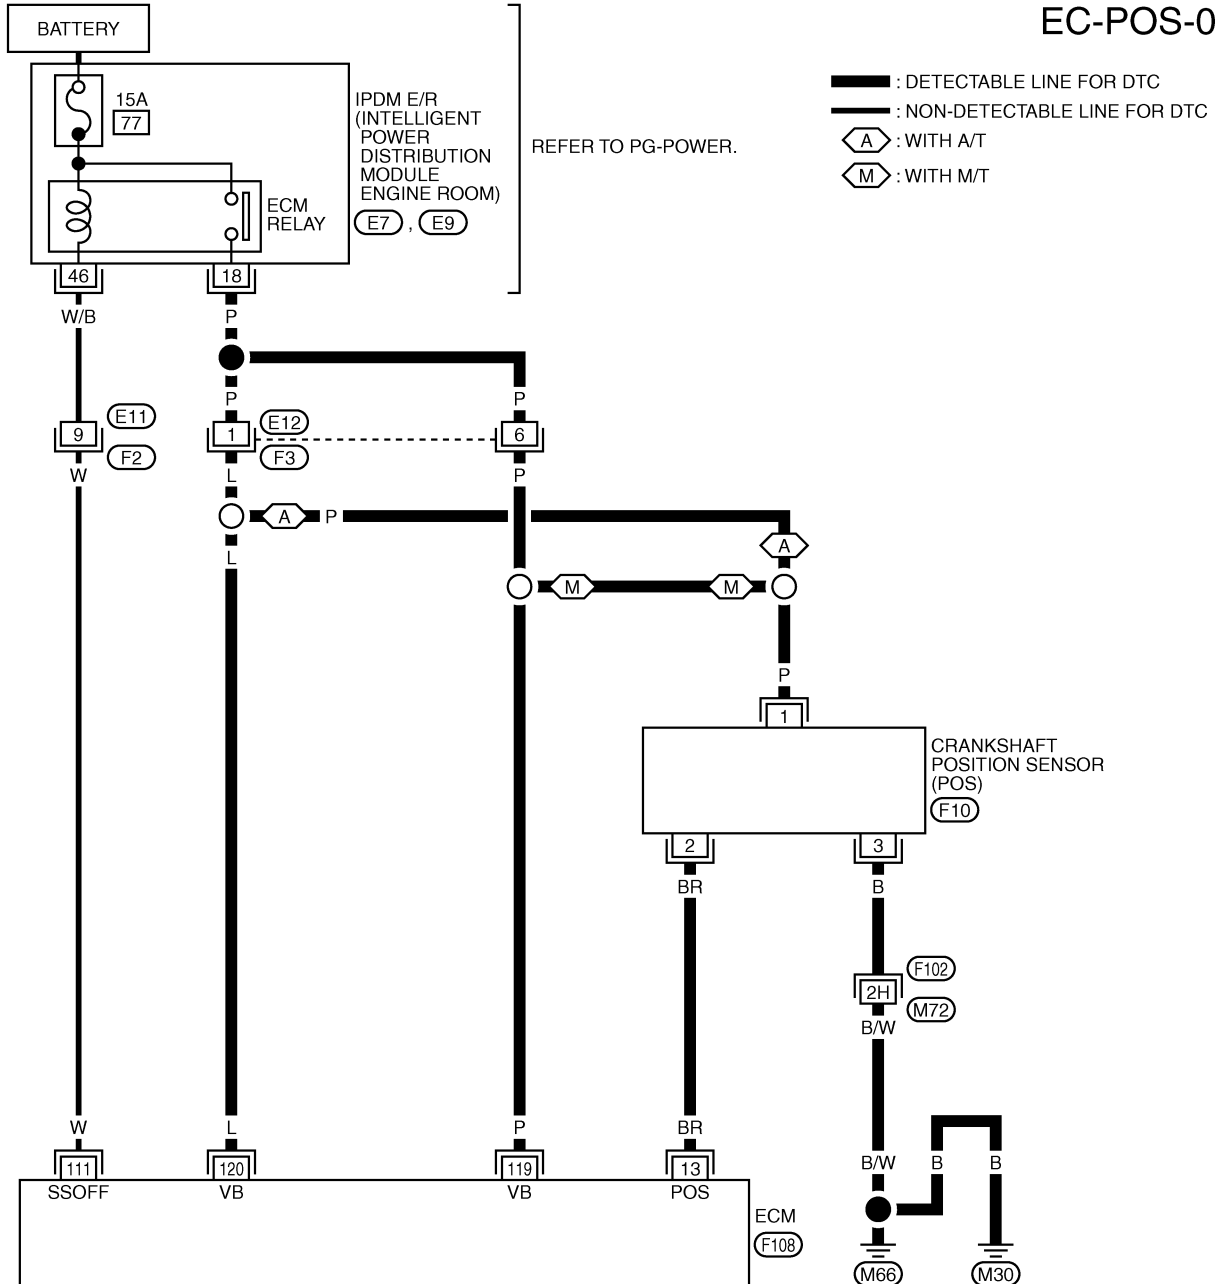 EC-POS-0
BATTERY
: DETECTABLE LINE FOR DTC
: NON-DETECTABLE LINE FOR DTC
A : WITH A/T
M : WITH M/T
15A
77
IPDM E/R
(INTELLIGENT
POWER
DISTRIBUTION
MODULE
ENGINE ROOM)
E7 , E9
REFER TO PG-POWER.
ECM
RELAY
46 18
W/B P
P P
9 E11 F2
1 E12 F3
6
W L P
A P
A
L
M M
P
1
CRANKSHAFT
POSITION SENSOR
(POS)
F10
2 3
BR B
2H F102 M72
B/W
W L P BR
B/W B B
111 120 119 13
SSOFF VB VB POS
ECM
F108
M66 M30